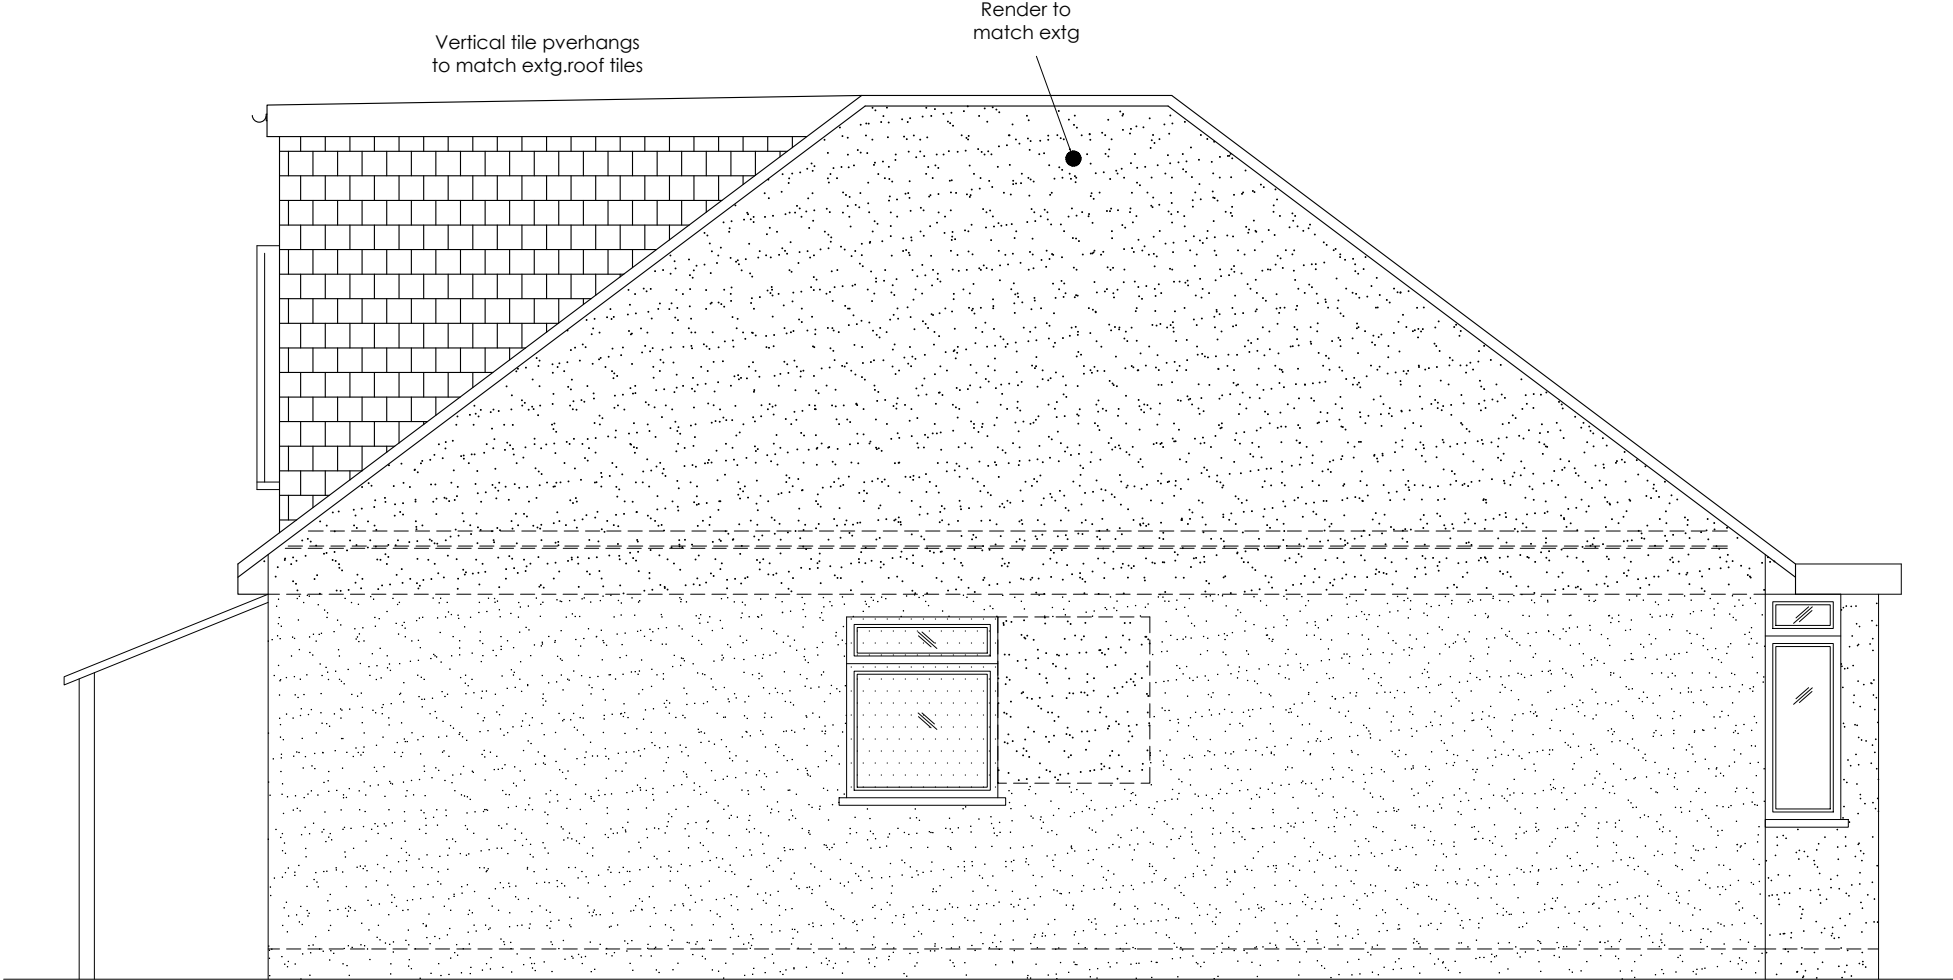 Vertical tile pverhangs
to match extg.roof tiles
Render to
match extg